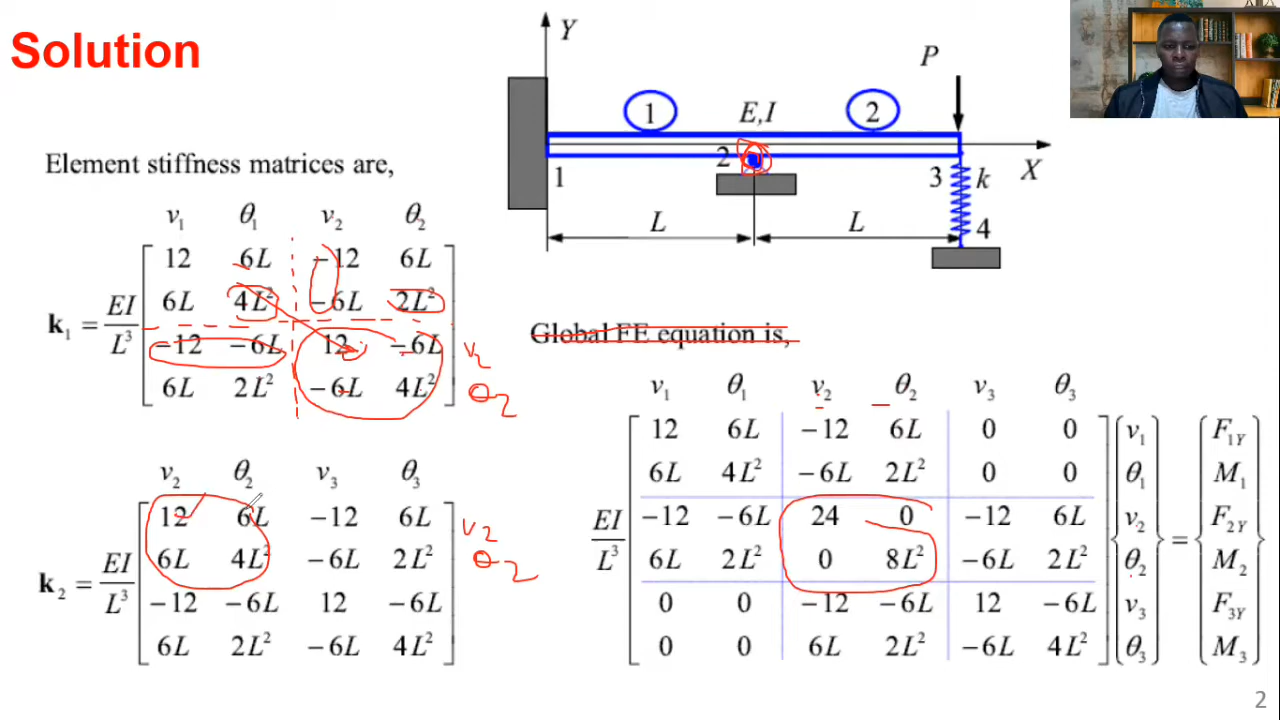 Solution
Y
P
1
E,I
2
2
X
1
3
k
L
L
4
Element stiffness matrices are,
v₁ θ₁ v₂ θ₂
k₁ = EI/L³
12 6L -12 6L
6L 4L² -6L 2L²
-12 -6L 12 -6L
6L 2L² -6L 4L²
v₂
θ₂
v₂ θ₂ v₃ θ₃
k₂ = EI/L³
12 6L -12 6L
6L 4L² -6L 2L²
-12 -6L 12 -6L
6L 2L² -6L 4L²
v₂
θ₂
Global FE equation is,
v₁ θ₁ v₂ θ₂ v₃ θ₃
EI/L³
12 6L -12 6L 0 0 v₁ F₁Y
6L 4L² -6L 2L² 0 0 θ₁ M₁
-12 -6L 24 0 -12 6L v₂ = F₂Y
6L 2L² 0 8L² -6L 2L² θ₂ M₂
0 0 -12 -6L 12 -6L v₃ F₃Y
0 0 6L 2L² -6L 4L² θ₃ M₃
2